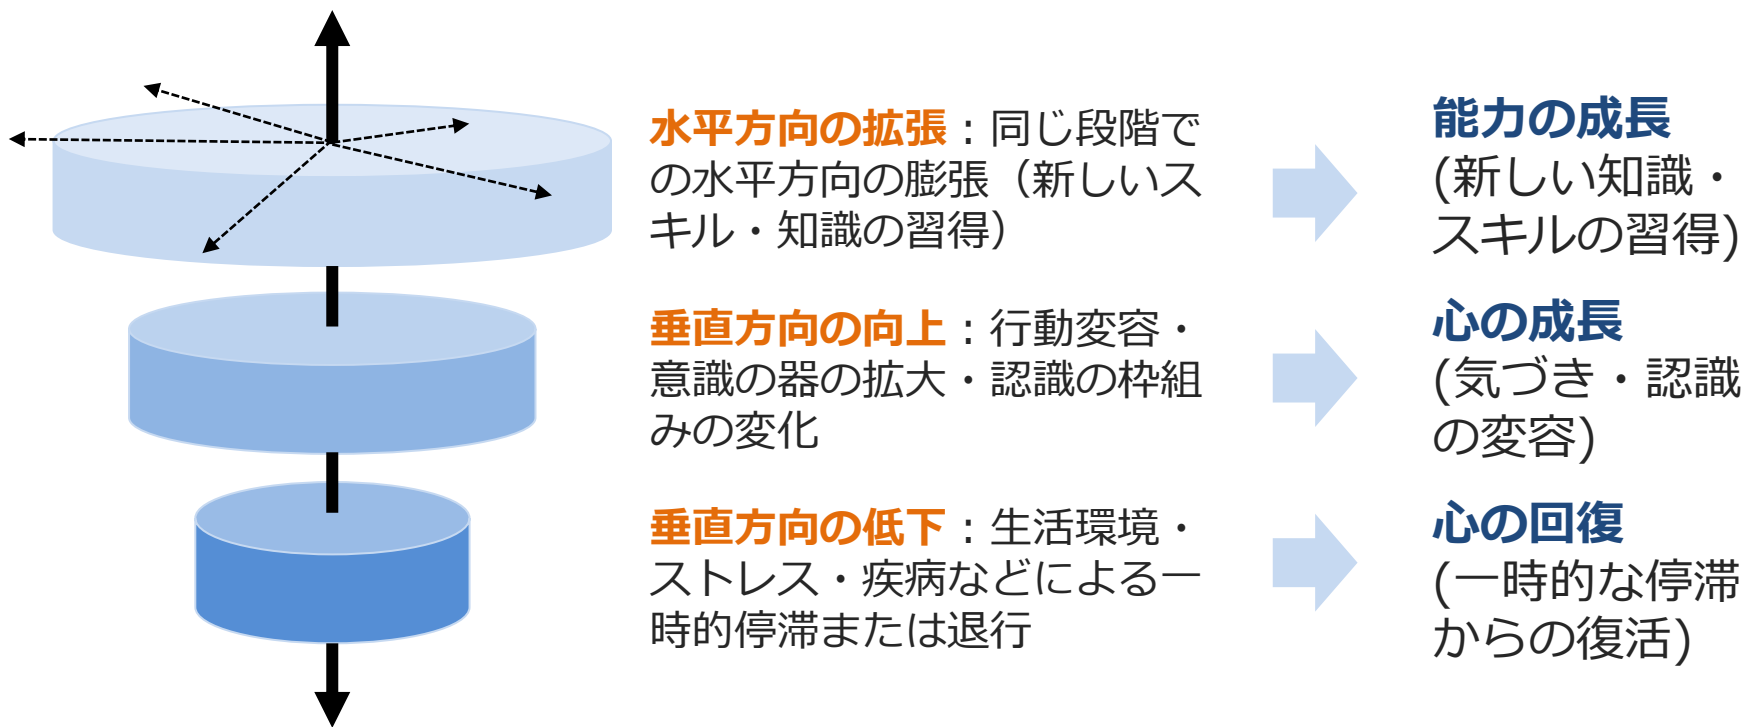 水平方向の拡張：同じ段階で
の水平方向の膨張（新しいス
キル・知識の習得）
能力の成長
(新しい知識・
スキルの習得)
垂直方向の向上：行動変容・
意識の器の拡大・認識の枠組
みの変化
心の成長
(気づき・認識
の変容)
垂直方向の低下：生活環境・
ストレス・疾病などによる一
時的停滞または退行
心の回復
(一時的な停滞
からの復活)